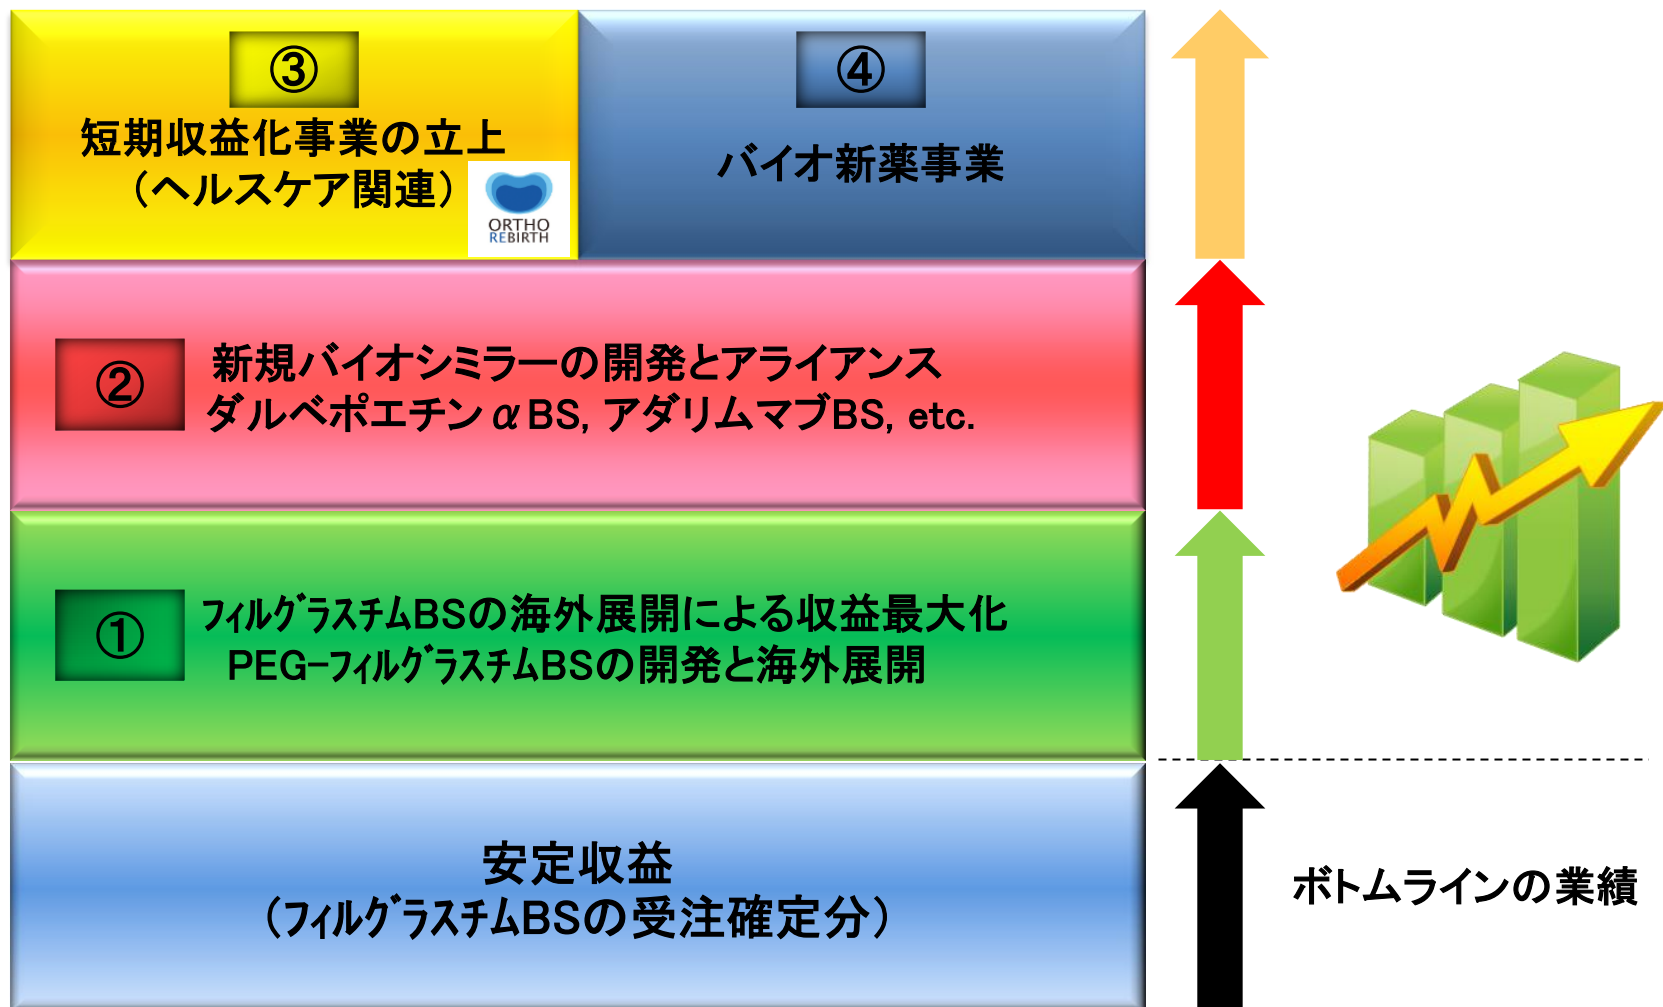 ③
短期収益化事業の立上
（ヘルスケア関連）
ORTHO
REBIRTH
④
バイオ新薬事業
②
新規バイオシミラーの開発とアライアンス
ダルベポエチンαBS, アダリムマブBS, etc.
①
ﾌｨﾙｸﾞﾗｽﾁﾑBSの海外展開による収益最大化
PEG-ﾌｨﾙｸﾞﾗｽﾁﾑBSの開発と海外展開
安定収益
（ﾌｨﾙｸﾞﾗｽﾁﾑBSの受注確定分）
ボトムラインの業績